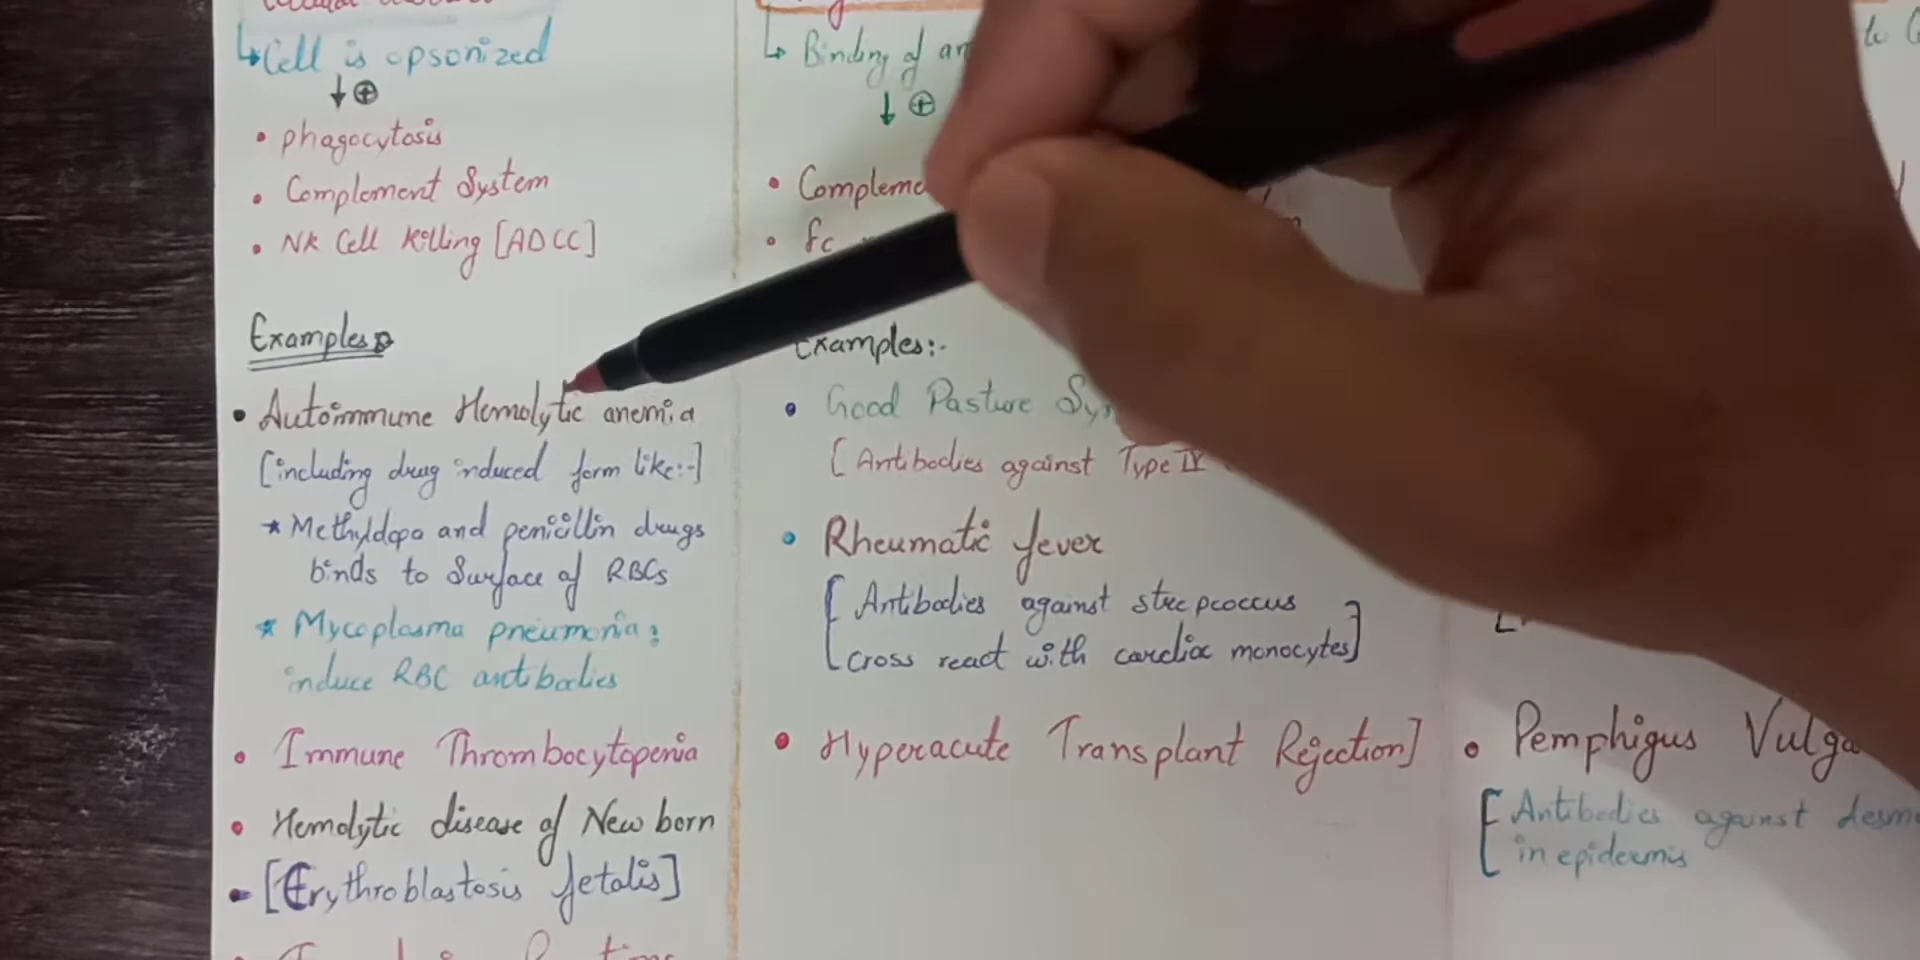 Cell is opsonized
• phagocytosis
• Complement System
• NK Cell Killing [ADCC]
Examples
• Autoimmune Hemolytic anemia
[including drug induced form like:-]
* Methyldopa and penicillin drugs
binds to Surface of RBCs
* Mycoplasma pneumonia:
induce RBC antibodies
• Immune Thrombocytopenia
• Hemolytic disease of New born
- [Erythroblastosis fetalis]
Binding of
• Fc
Examples:-
• Good Pasture
[Antibodies against Type IV
• Rheumatic fever
[Antibodies against strepcoccus
cross react with cardiac monocytes]
• Hyperacute Transplant Rejection]
to
• Pemphigus
[Antibodies against
in epidermis